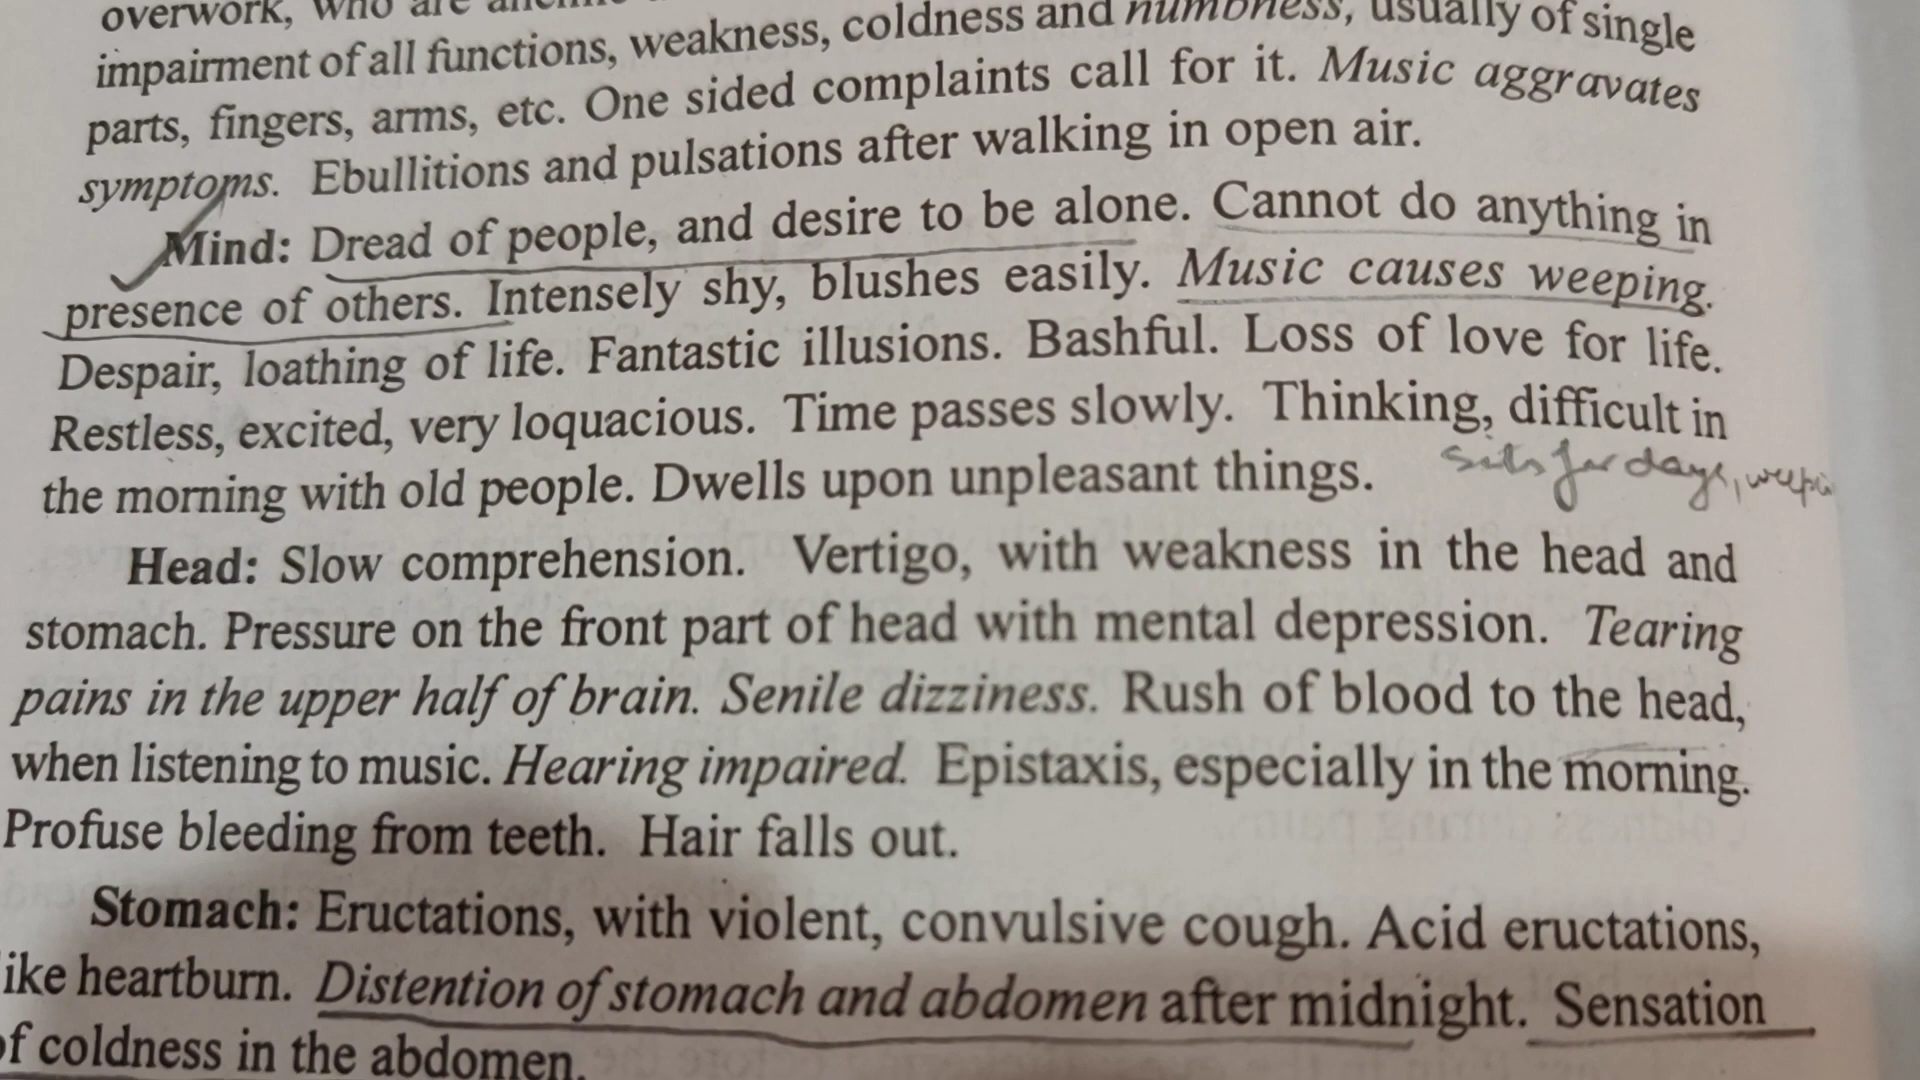 overwork, who are
impairment of all functions, weakness, coldness and numbness, usually of single
parts, fingers, arms, etc. One sided complaints call for it. Music aggravates
symptoms. Ebullitions and pulsations after walking in open air.
Mind: Dread of people, and desire to be alone. Cannot do anything in
presence of others. Intensely shy, blushes easily. Music causes weeping.
Despair, loathing of life. Fantastic illusions. Bashful. Loss of love for life.
Restless, excited, very loquacious. Time passes slowly. Thinking, difficult in
the morning with old people. Dwells upon unpleasant things.
sits for days, weepi
Head: Slow comprehension. Vertigo, with weakness in the head and
stomach. Pressure on the front part of head with mental depression. Tearing
pains in the upper half of brain. Senile dizziness. Rush of blood to the head,
when listening to music. Hearing impaired. Epistaxis, especially in the morning.
Profuse bleeding from teeth. Hair falls out.
Stomach: Eructations, with violent, convulsive cough. Acid eructations,
ike heartburn. Distention of stomach and abdomen after midnight. Sensation
of coldness in the abdomen.